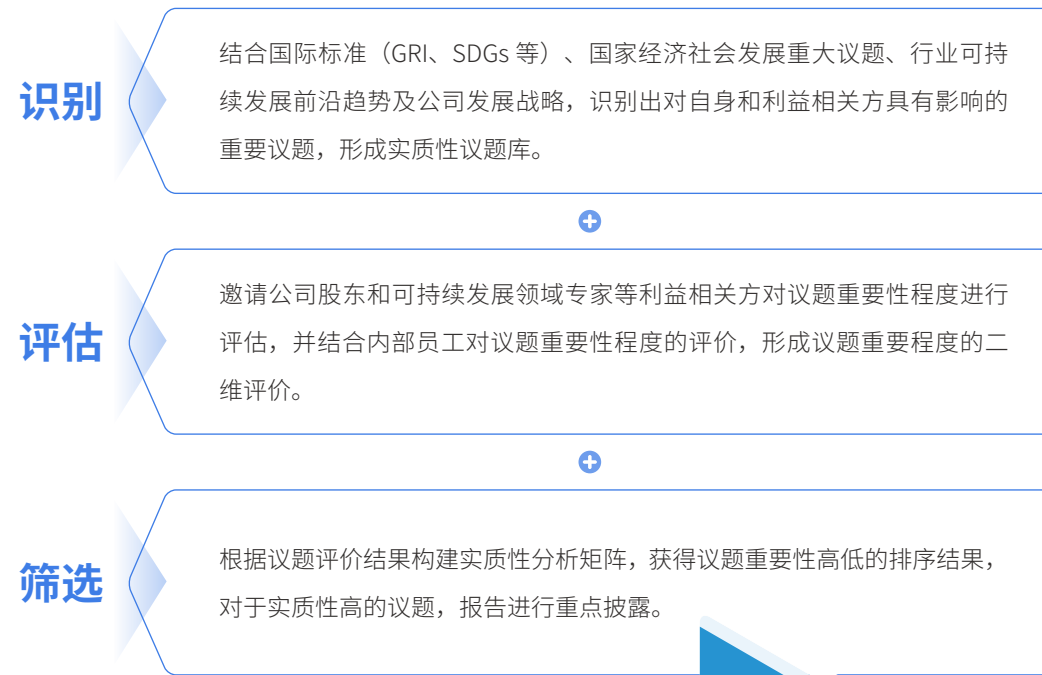 识别
结合国际标准（GRI、SDGs 等）、国家经济社会发展重大议题、行业可持
续发展前沿趋势及公司发展战略，识别出对自身和利益相关方具有影响的
重要议题，形成实质性议题库。
评估
邀请公司股东和可持续发展领域专家等利益相关方对议题重要性程度进行
评估，并结合内部员工对议题重要性程度的评价，形成议题重要程度的二
维评价。
筛选
根据议题评价结果构建实质性分析矩阵，获得议题重要性高低的排序结果，
对于实质性高的议题，报告进行重点披露。